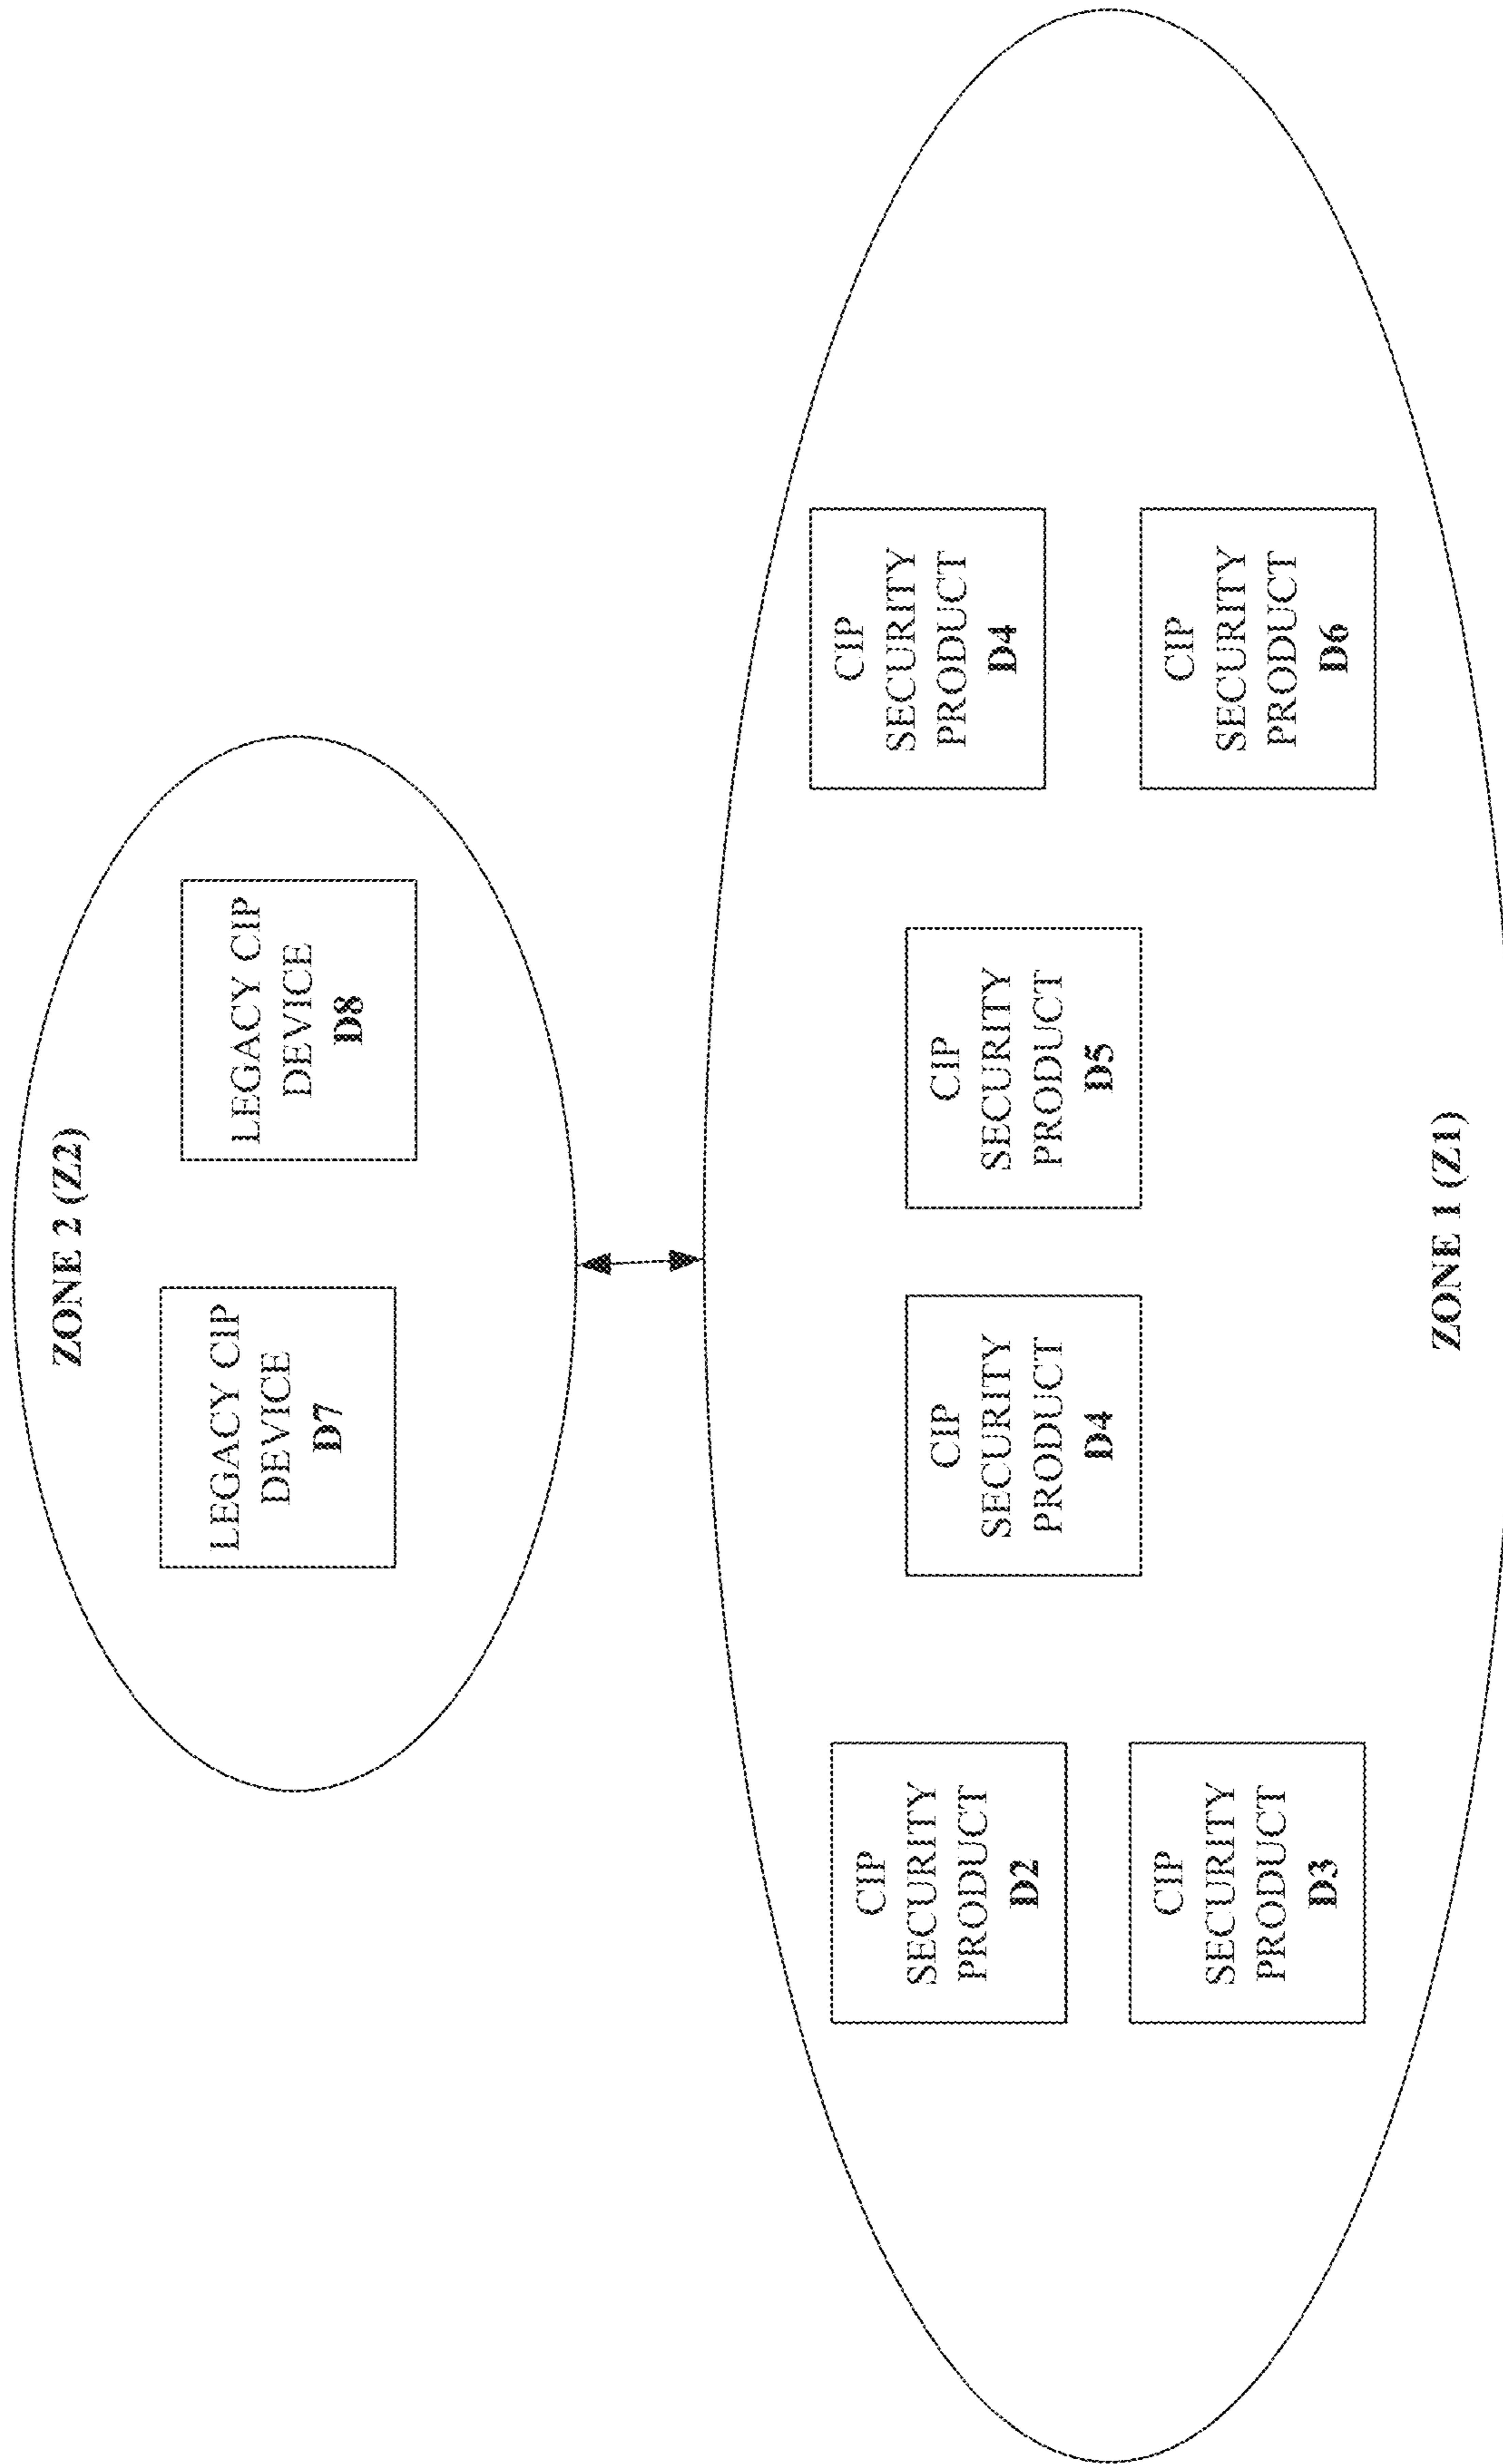 ZONE 2 (Z2)
LEGACY CIP
DEVICE
D7
LEGACY CIP
DEVICE
D8
CIP
SECURITY
PRODUCT
D2
CIP
SECURITY
PRODUCT
D3
CIP
SECURITY
PRODUCT
D4
CIP
SECURITY
PRODUCT
D5
CIP
SECURITY
PRODUCT
D4
CIP
SECURITY
PRODUCT
D6
ZONE 1 (Z1)